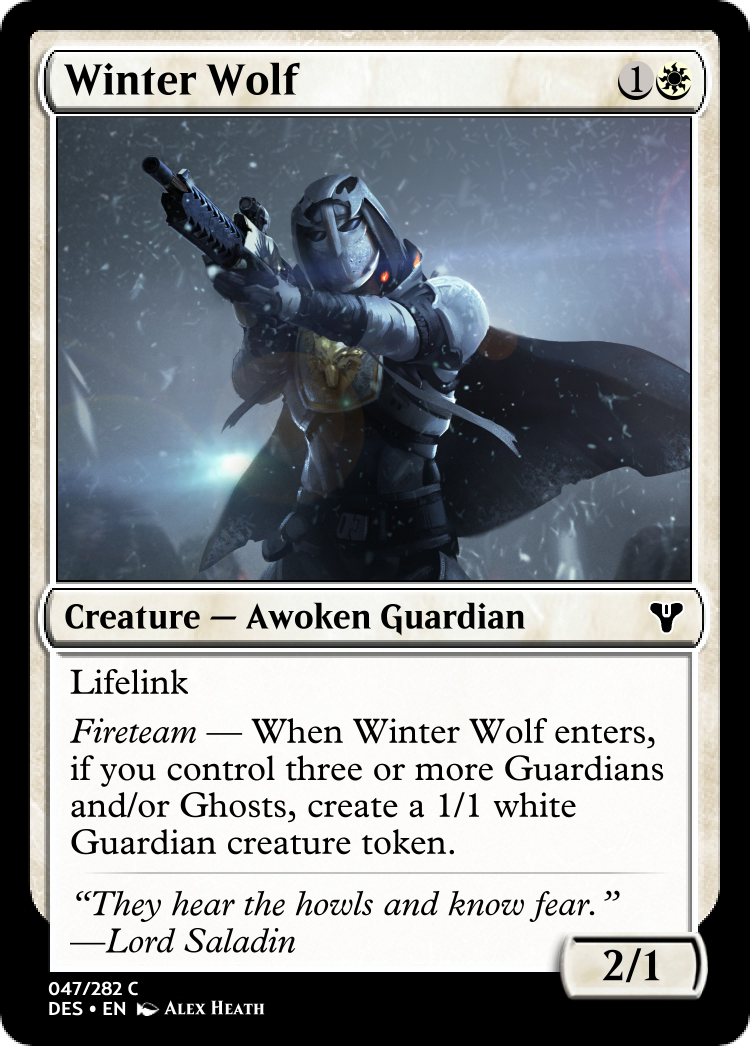 Winter Wolf 1
Creature — Awoken Guardian
Lifelink
Fireteam — When Winter Wolf enters,
if you control three or more Guardians
and/or Ghosts, create a 1/1 white
Guardian creature token.
“They hear the howls and know fear.”
—Lord Saladin
2/1
047/282 C
DES • EN Alex Heath